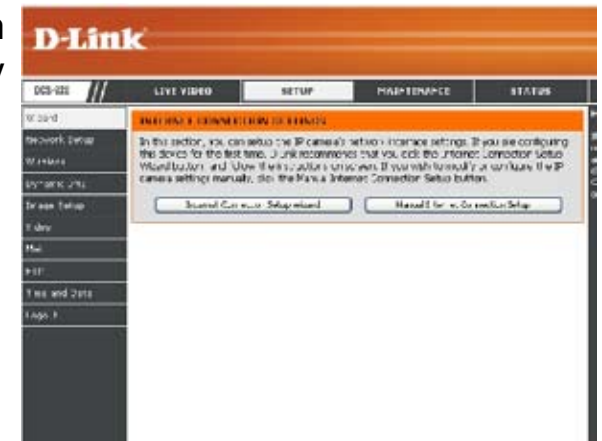 D-Link
LIVE VIDEO
SETUP
MAINTENANCE
STATUS
Wizard
Network Setup
Wireless
Dynamic DNS
Image Setup
Video
Mail
FTP
Time and Date
Logout
INTERNET CONNECTION SETTINGS
In this section, you can setup the IP camera's network interface settings. If you are configuring
this device for the first time, D-Link recommends that you click the Internet Connection Setup
Wizard button, and follow the instructions onscreen. If you wish to modify or configure the IP
camera settings manually, click the Manual Internet Connection Setup button.
Internet Connection Setup Wizard
Manual Internet Connection Setup